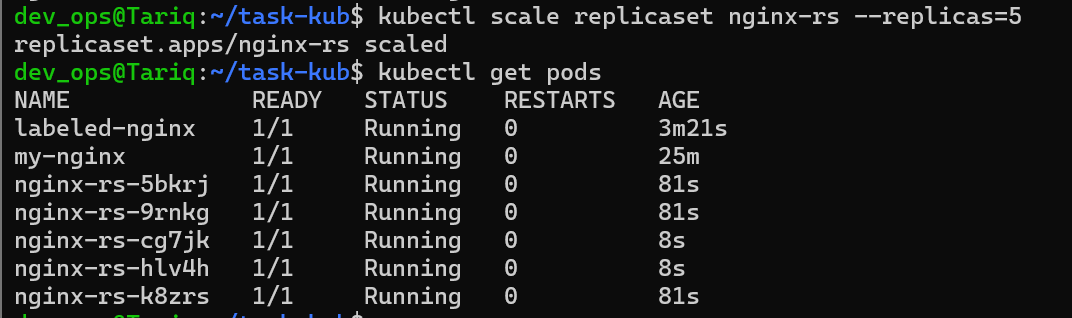 dev_ops@Tariq:~/task-kub$ kubectl scale replicaset nginx-rs --replicas=5
replicaset.apps/nginx-rs scaled
dev_ops@Tariq:~/task-kub$ kubectl get pods
NAME             READY   STATUS    RESTARTS   AGE
labeled-nginx    1/1     Running   0          3m21s
my-nginx         1/1     Running   0          25m
nginx-rs-5bkrj   1/1     Running   0          81s
nginx-rs-9rnkg   1/1     Running   0          81s
nginx-rs-cg7jk   1/1     Running   0          8s
nginx-rs-hlv4h   1/1     Running   0          8s
nginx-rs-k8zrs   1/1     Running   0          81s
dev_ops@Tariq:~/task-kub$